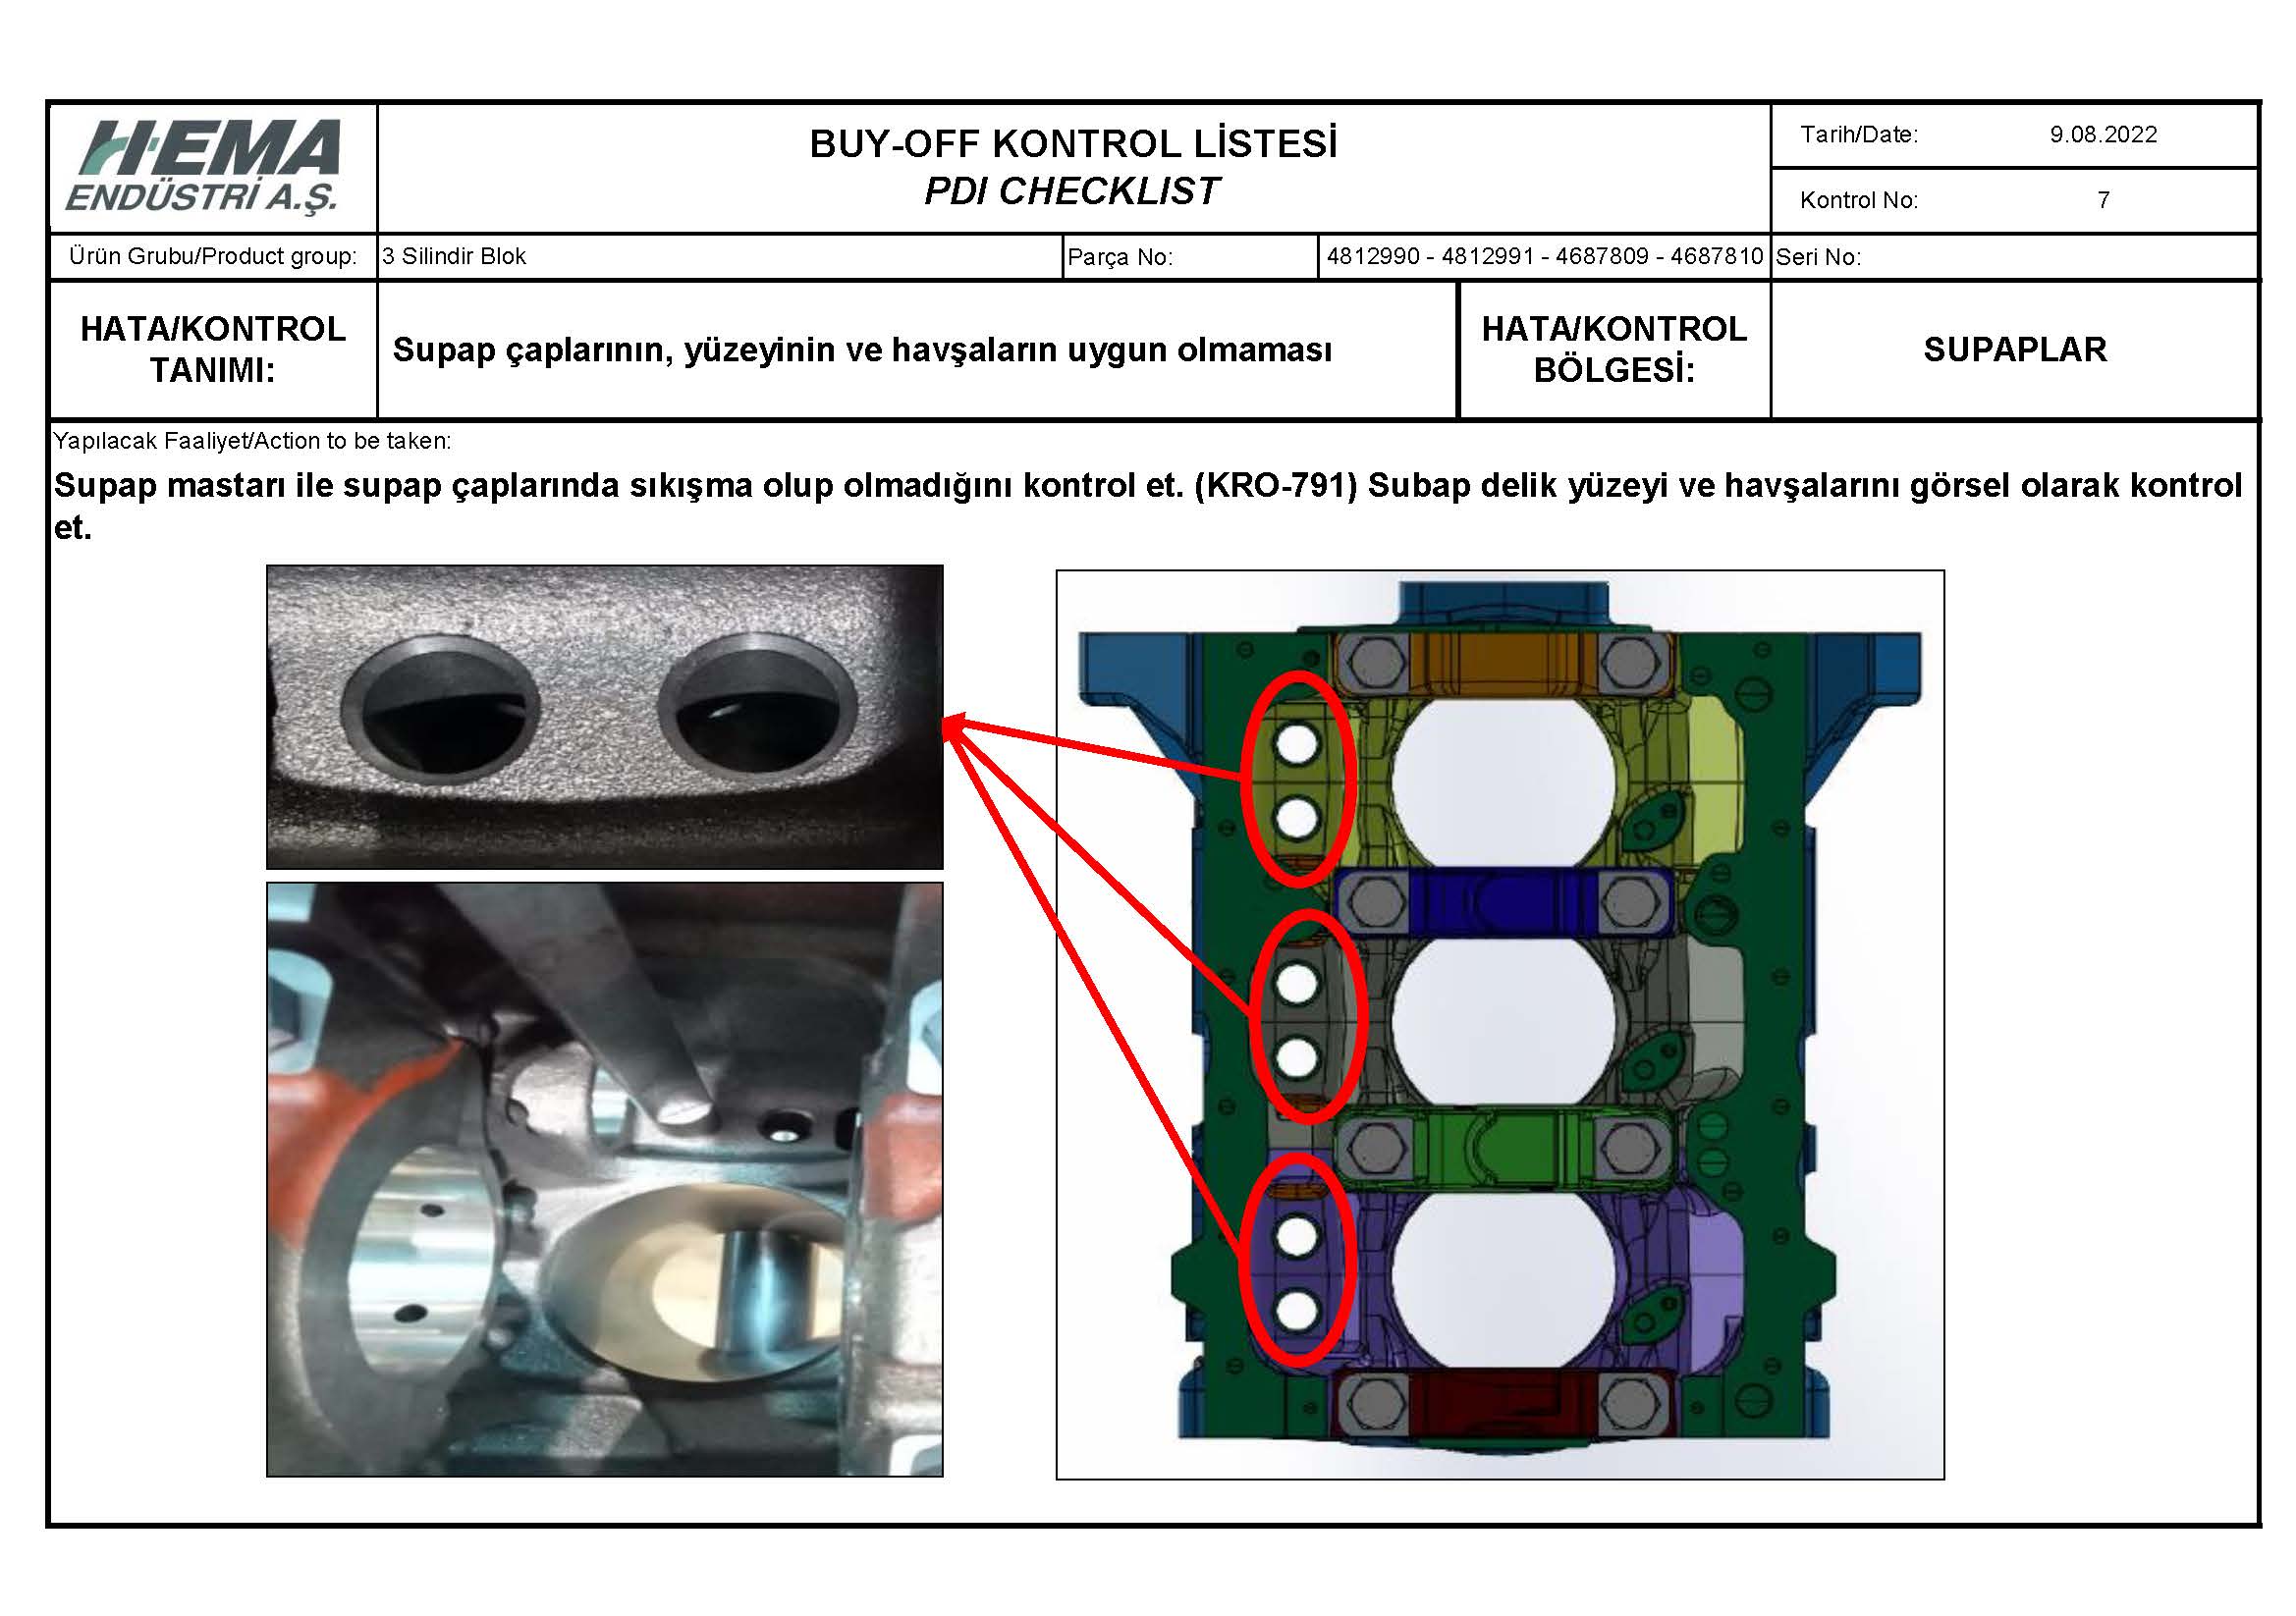 HEMA
ENDÜSTRİ A.Ş.
BUY-OFF KONTROL LİSTESİ
PDI CHECKLIST
Tarih/Date: 9.08.2022
Kontrol No: 7
Ürün Grubu/Product group: 3 Silindir Blok Parça No: 4812990 - 4812991 - 4687809 - 4687810 Seri No:
HATA/KONTROL
TANIMI:
Supap çaplarının, yüzeyinin ve havşaların uygun olmaması
HATA/KONTROL
BÖLGESİ:
SUPAPLAR
Yapılacak Faaliyet/Action to be taken:
Supap mastarı ile supap çaplarında sıkışma olup olmadığını kontrol et. (KRO-791) Subap delik yüzeyi ve havşalarını görsel olarak kontrol
et.